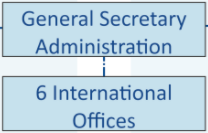 General Secretary
Administration
6 International
Offices